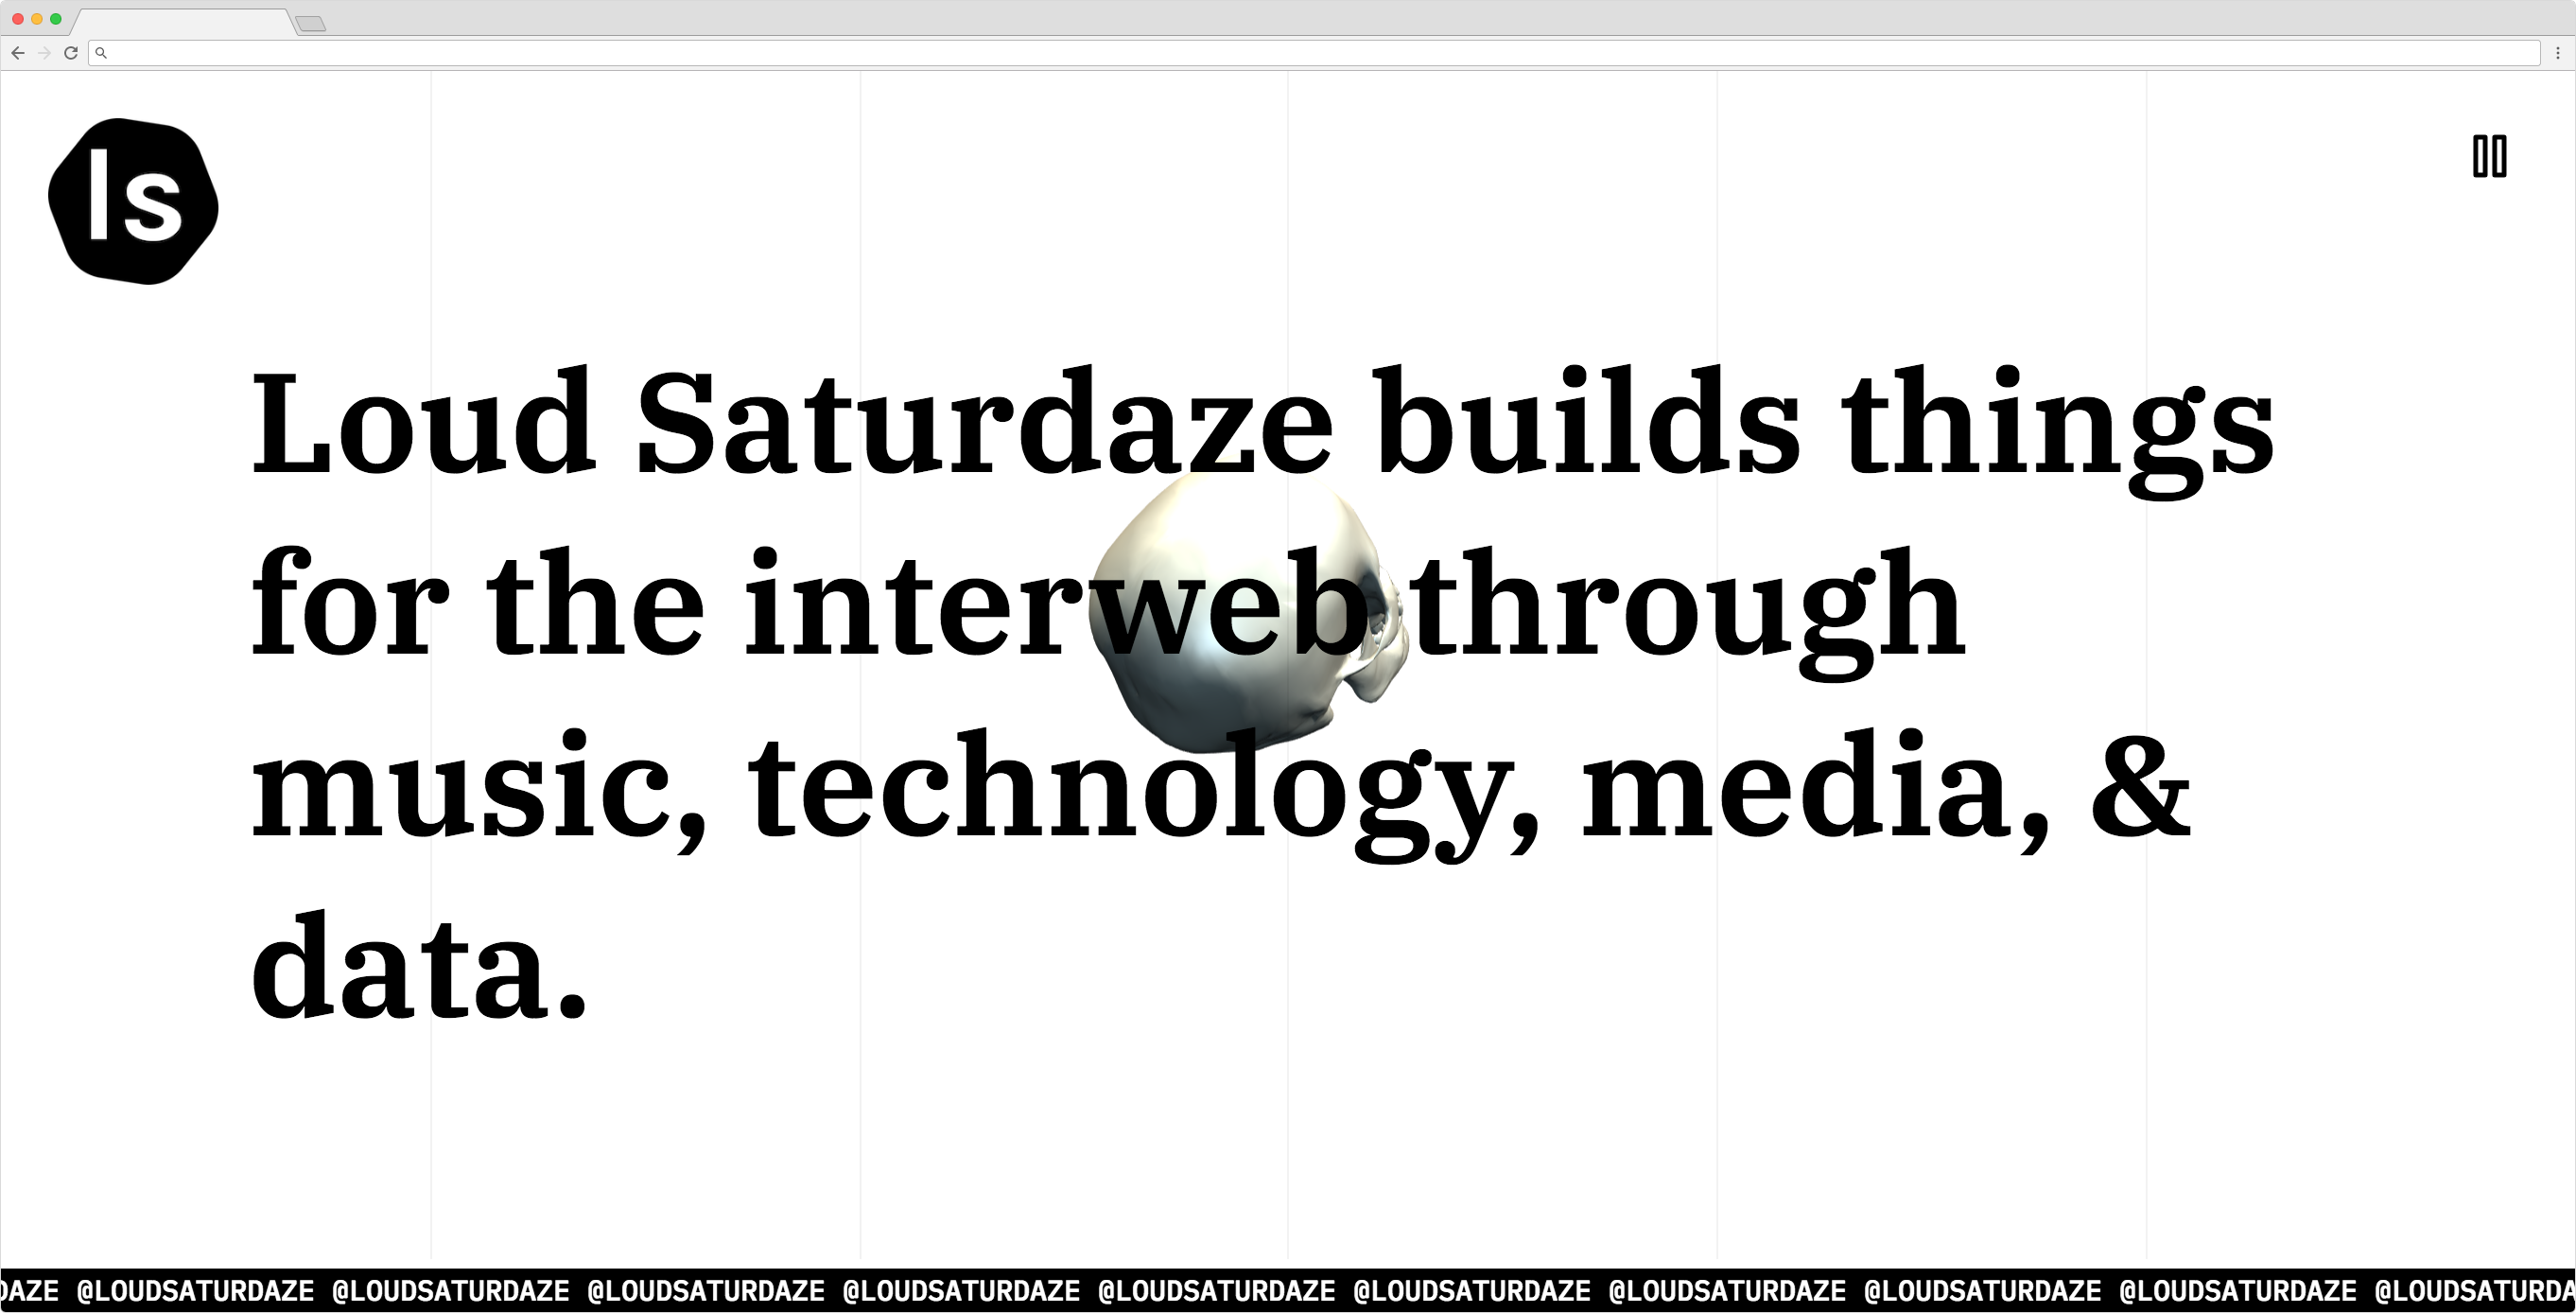 ls
Loud Saturdaze builds things
for the interweb through
music, technology, media, &
data.
DAZE @LOUDSATURDAZE @LOUDSATURDAZE @LOUDSATURDAZE @LOUDSATURDAZE @LOUDSATURDAZE @LOUDSATURDAZE @LOUDSATURDAZE @LOUDSATURDAZE @LOUDSATURDAZE @LOUDSATURDA